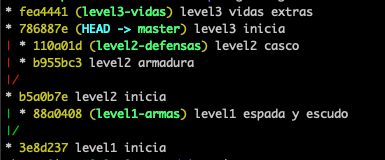 * fea4441 (level3-vidas) level3 vidas extras
* 786887e (HEAD -> master) level3 inicia
| * 110a01d (level2-defensas) level2 casco
| * b955bc3 level2 armadura
|/
* b5a0b7e level2 inicia
| * 88a0408 (level1-armas) level1 espada y escudo
|/
* 3e8d237 level1 inicia